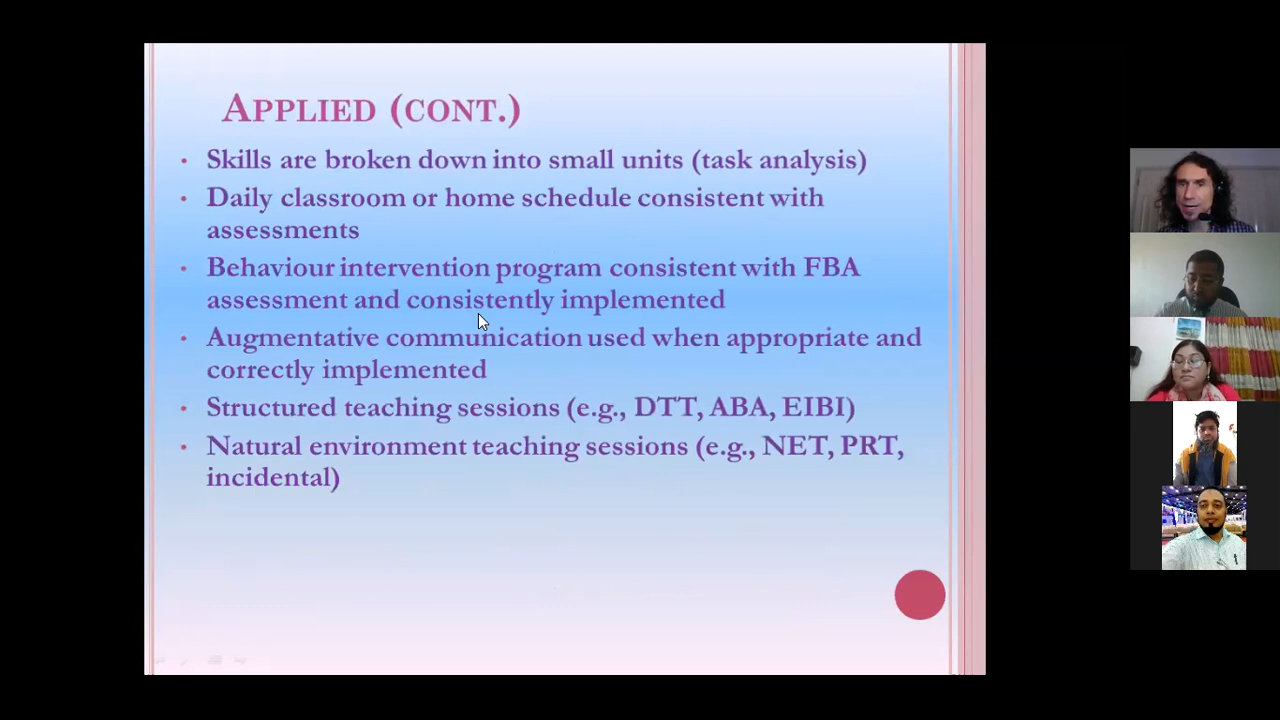 APPLIED (CONT.)
• Skills are broken down into small units (task analysis)
• Daily classroom or home schedule consistent with
assessments
• Behaviour intervention program consistent with FBA
assessment and consistently implemented
• Augmentative communication used when appropriate and
correctly implemented
• Structured teaching sessions (e.g., DTT, ABA, EIBI)
• Natural environment teaching sessions (e.g., NET, PRT,
incidental)